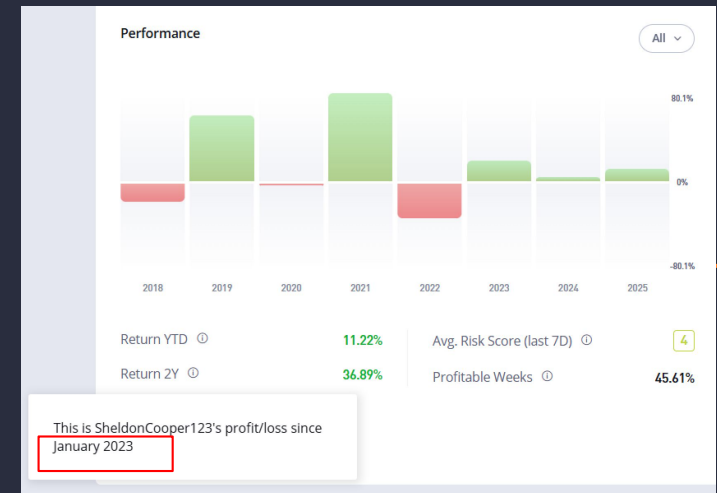 Performance
All
80.1%
0%
-80.1%
2018 2019 2020 2021 2022 2023 2024 2025
Return YTD 11.22% Avg. Risk Score (last 7D) 4
Return 2Y 36.89% Profitable Weeks 45.61%
This is SheldonCooper123's profit/loss since
January 2023